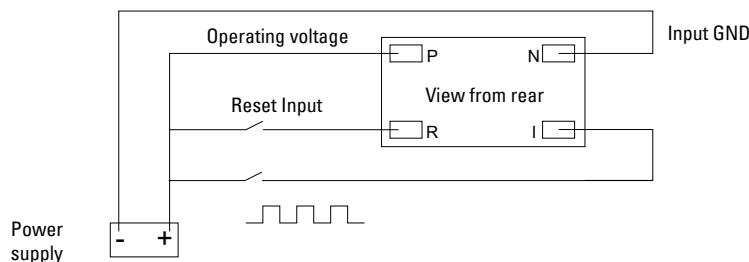 Operating voltage
Input GND
P
N
View from rear
Reset Input
R
I
Power
supply
-
+